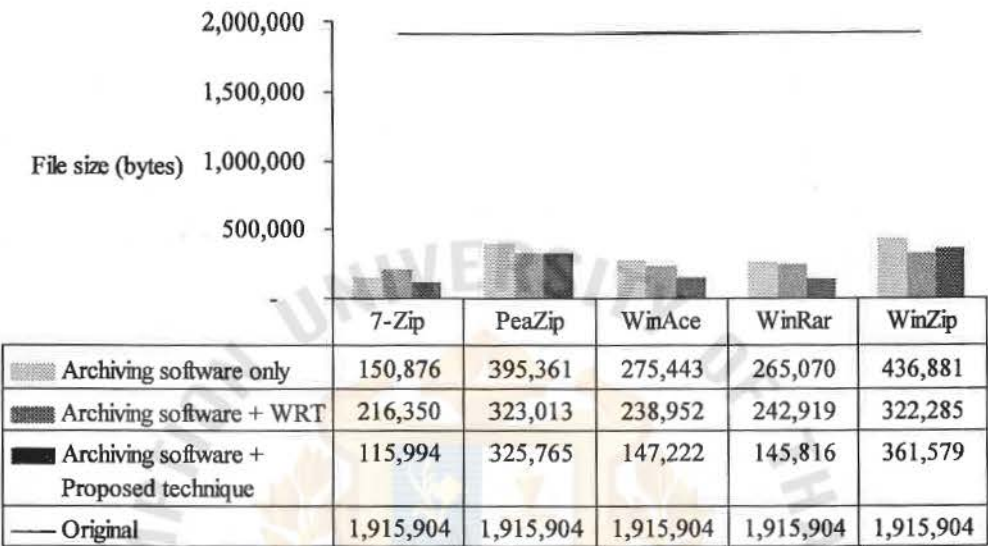 2,000,000
1,500,000
File size (bytes) 1,000,000
500,000
-
7-Zip PeaZip WinAce WinRar WinZip
Archiving software only 150,876 395,361 275,443 265,070 436,881
Archiving software + WRT 216,350 323,013 238,952 242,919 322,285
Archiving software + 115,994 325,765 147,222 145,816 361,579
Proposed technique
Original 1,915,904 1,915,904 1,915,904 1,915,904 1,915,904
UNIVERSITY OF TH